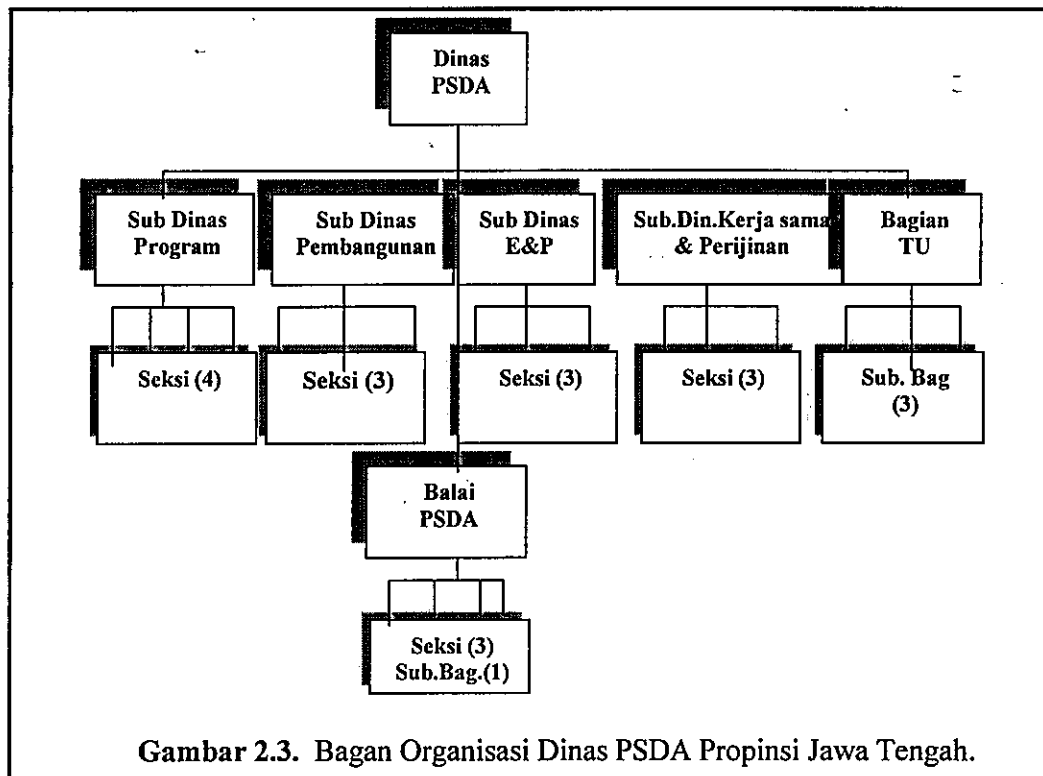 Dinas
PSDA
Sub Dinas
Program
Sub Dinas
Pembangunan
Sub Dinas
E&P
Sub.Din.Kerja sama
& Perijinan
Bagian
TU
Seksi (4)
Seksi (3)
Seksi (3)
Seksi (3)
Sub. Bag
(3)
Balai
PSDA
Seksi (3)
Sub.Bag.(1)
Gambar 2.3. Bagan Organisasi Dinas PSDA Propinsi Jawa Tengah.